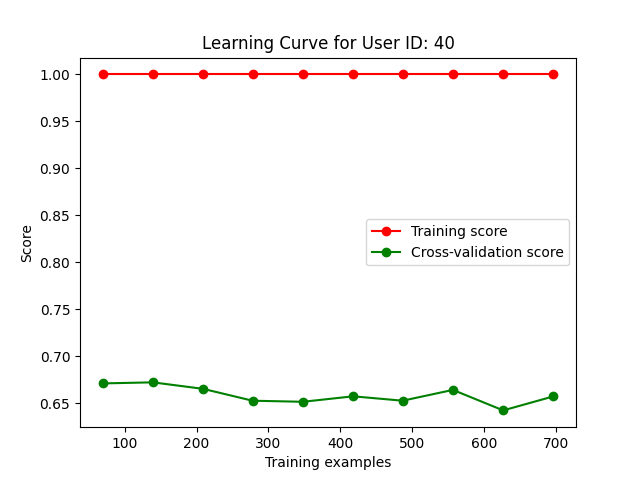 Learning Curve for User ID: 40
1.00
0.95
0.90
0.85
0.80
0.75
0.70
0.65
Score
Training score
Cross-validation score
100 200 300 400 500 600 700
Training examples